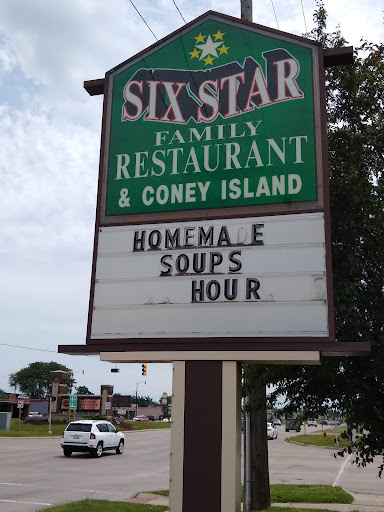 SIX STAR
FAMILY
RESTAURANT
& CONEY ISLAND
HOMEMADE
SOUPS
HOUR